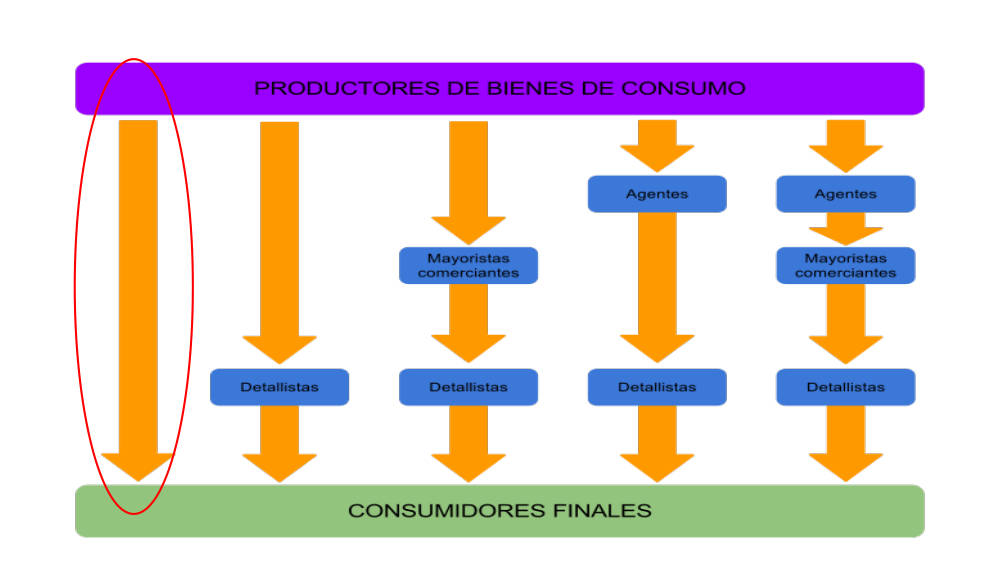 PRODUCTORES DE BIENES DE CONSUMO
Agentes
Agentes
Mayoristas
comerciantes
Mayoristas
comerciantes
Detallistas
Detallistas
Detallistas
Detallistas
CONSUMIDORES FINALES